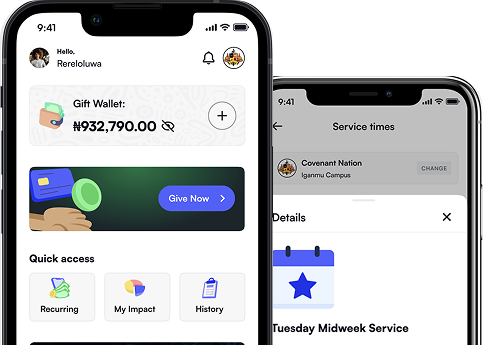 9:41
Hello,
Rereloluwa
Gift Wallet:
₦932,790.00
Give Now
Quick access
Recurring
My Impact
History
9:41
Service times
Covenant Nation
Iganmu Campus
CHANGE
Details
Tuesday Midweek Service